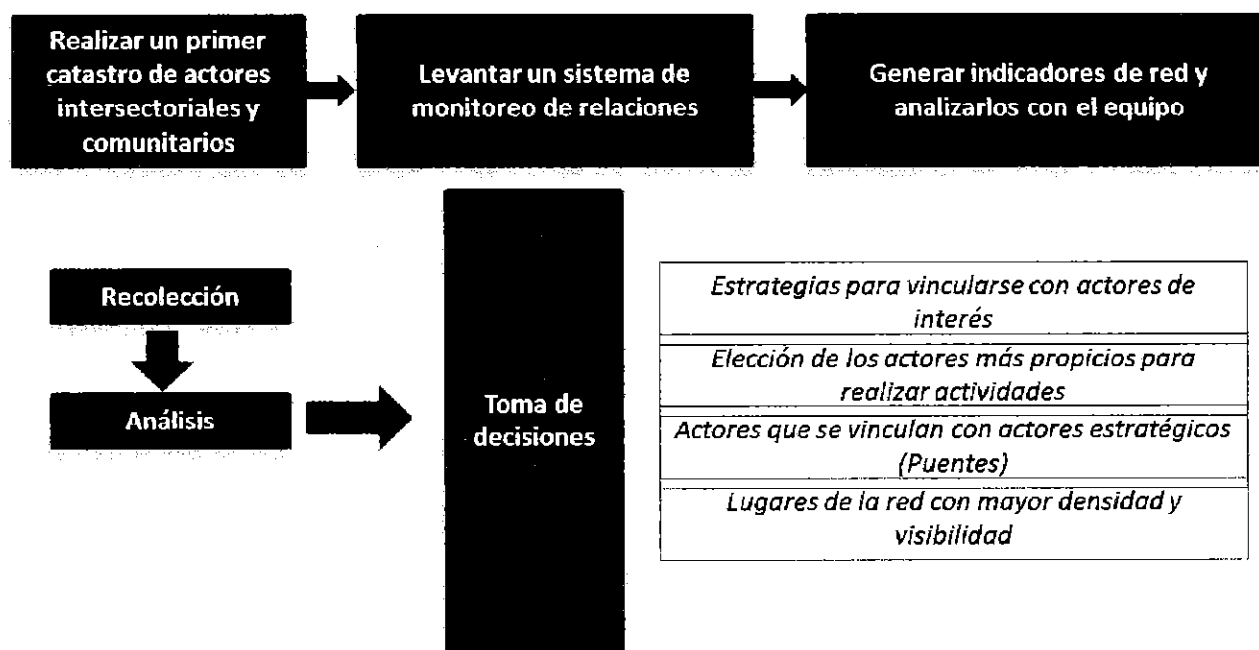 Realizar un primer
catastro de actores
intersectoriales y
comunitarios
Levantar un sistema de
monitoreo de relaciones
Generar indicadores de red y
analizarlos con el equipo
Recolección
Análisis
Toma de
decisiones
Estrategias para vincularse con actores de
interés
Elección de los actores más propicios para
realizar actividades
Actores que se vinculan con actores estratégicos
(Puentes)
Lugares de la red con mayor densidad y
visibilidad